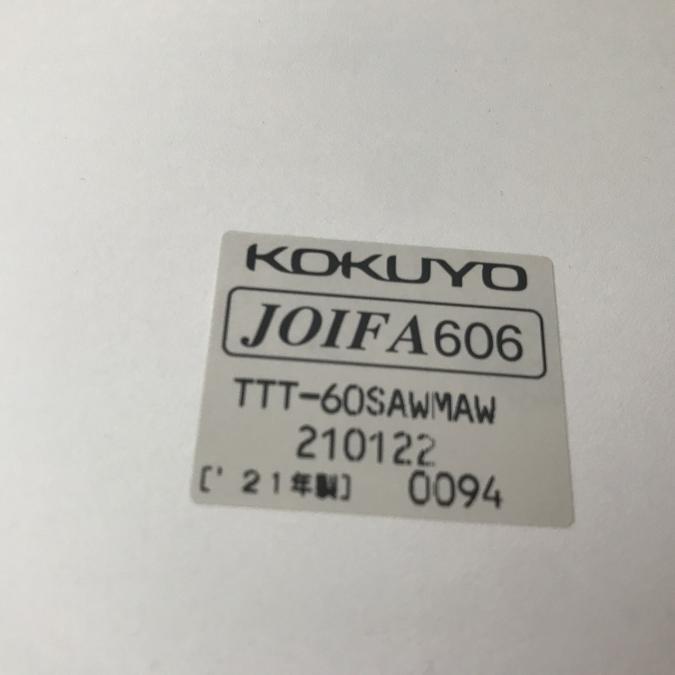 KOKUYO
JOIFA606
TTT-60SAWMAW
210122
['21年製] 0094